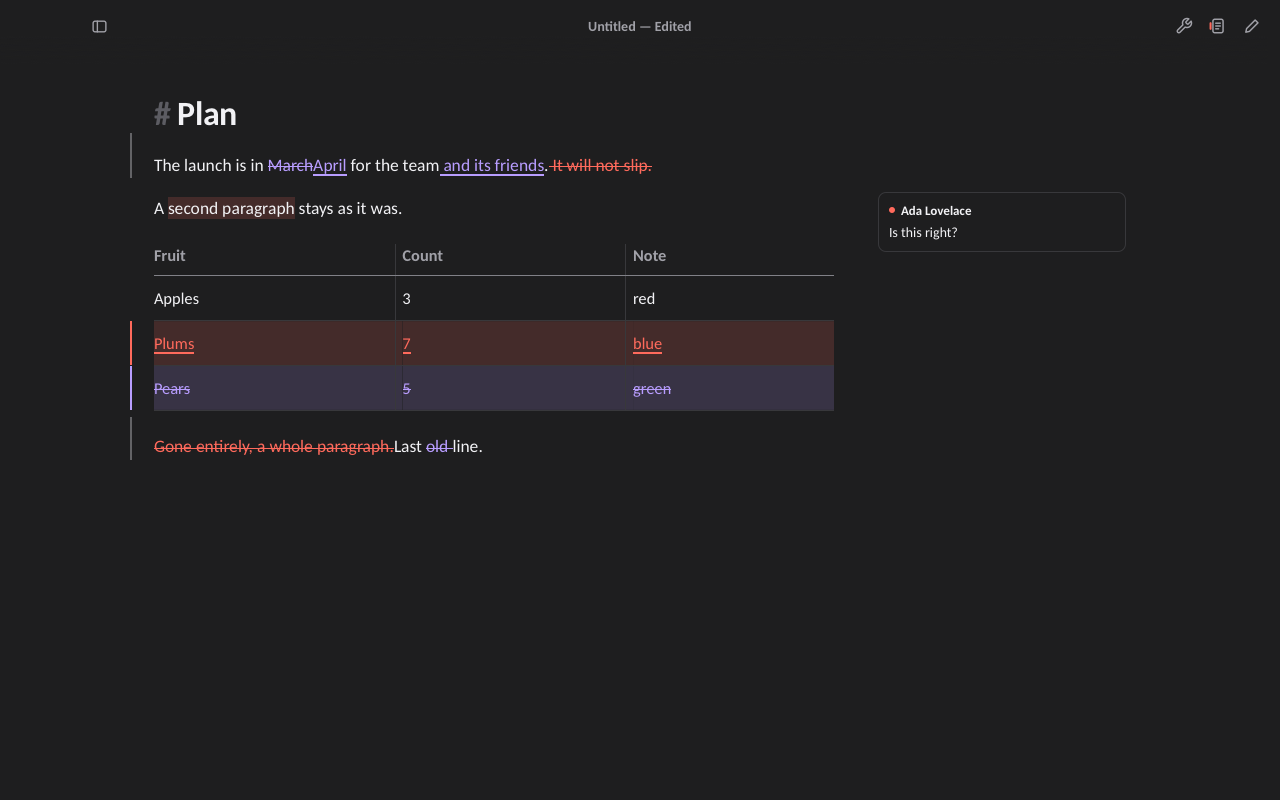 Untitled — Edited
# Plan
The launch is in MarchApril for the team and its friends. It will not slip.
A second paragraph stays as it was.
Ada Lovelace
Is this right?
Fruit Count Note
Apples 3 red
Plums 7 blue
Pears 5 green
Gone entirely, a whole paragraph.Last old line.